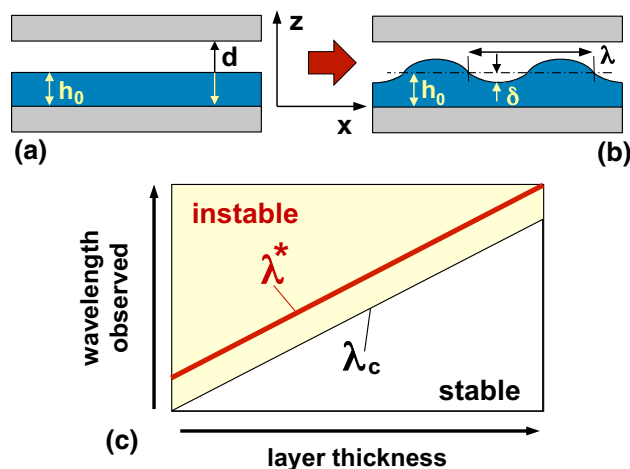 z
d
h0
x
(a)
λ
h0
δ
(b)
instable
λ*
λc
stable
wavelength
observed
(c)
layer thickness